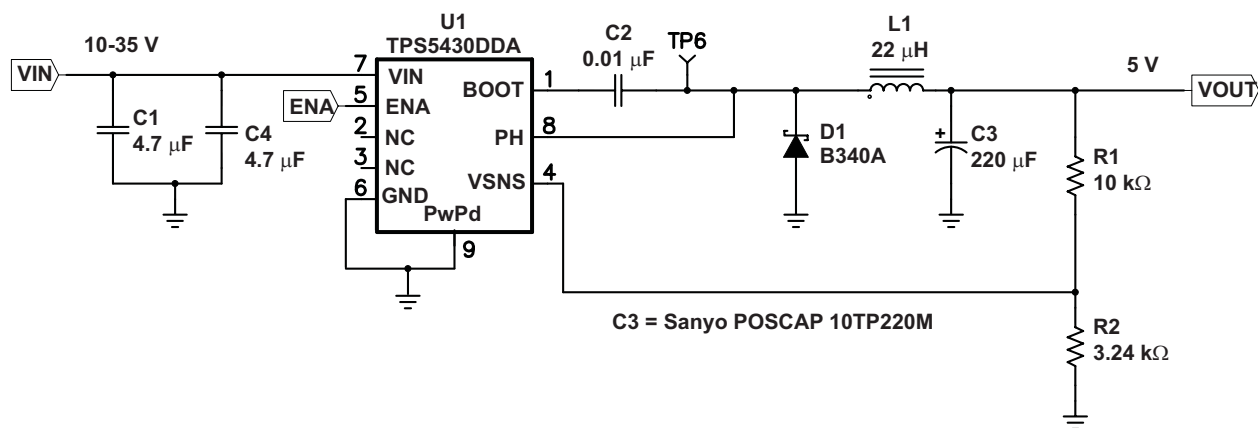 U1
TPS5430DDA
10-35 V
VIN
C1
4.7 μF
C4
4.7 μF
ENA
7
5
2
3
6
VIN
ENA
NC
NC
GND
PwPd
9
BOOT
PH
VSNS
1
8
4
C2
0.01 μF
TP6
L1
22 μH
5 V
VOUT
D1
B340A
+
C3
220 μF
R1
10 kΩ
C3 = Sanyo POSCAP 10TP220M
R2
3.24 kΩ